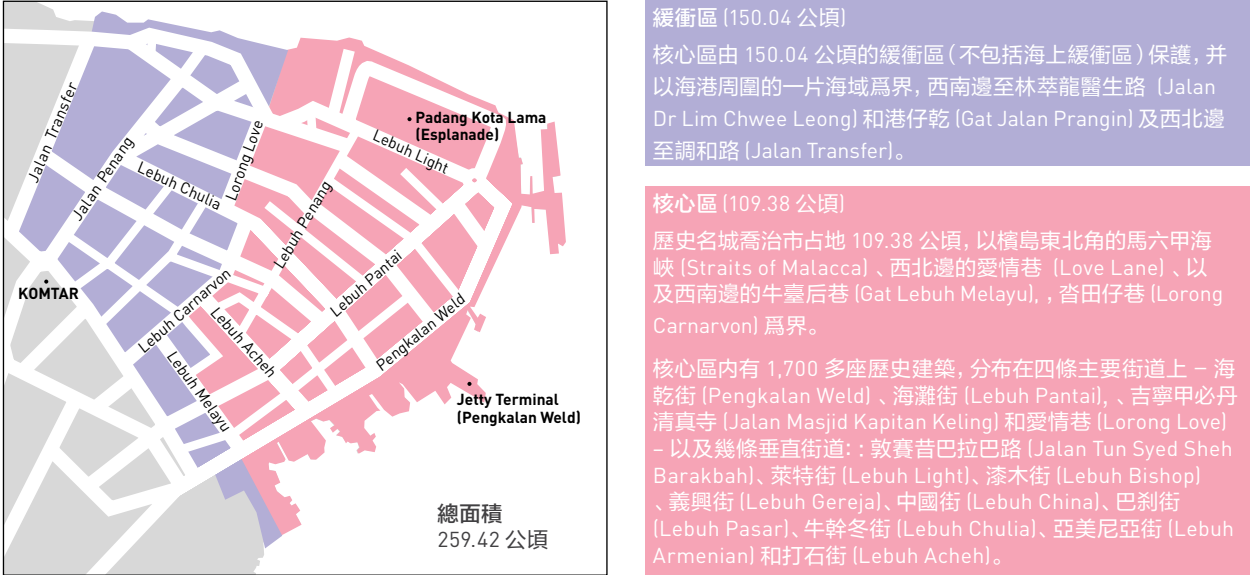 Jalan Transfer
Jalan Penang
Lorong Love
Lebuh Chulia
Lebuh Penang
Lebuh Light
• Padang Kota Lama
(Esplanade)
KOMTAR
Lebuh Carnarvon
Lebuh Acheh
Lebuh Melayu
Lebuh Pantai
Pengkalan Weld
Jetty Terminal
(Pengkalan Weld)
總面積
259.42 公頃
緩衝區 (150.04 公頃)
核心區由 150.04 公頃的緩衝區(不包括海上緩衝區)保護,并
以海港周圍的一片海域爲界,西南邊至林萃龍醫生路 (Jalan
Dr Lim Chwee Leong) 和港仔乾 (Gat Jalan Prangin) 及西北邊
至調和路 (Jalan Transfer)。
核心區 (109.38 公頃)
歷史名城喬治市占地 109.38 公頃,以檳島東北角的馬六甲海
峽 (Straits of Malacca) 、西北邊的愛情巷 (Love Lane) 、以
及西南邊的牛臺后巷 (Gat Lebuh Melayu), , 沓田仔巷 (Lorong
Carnarvon) 爲界。
核心區内有 1,700 多座歷史建築,分布在四條主要街道上 – 海
乾街 (Pengkalan Weld) 、海灘街 (Lebuh Pantai), 、吉寧甲必丹
清真寺 (Jalan Masjid Kapitan Keling) 和愛情巷 (Lorong Love)
– 以及幾條垂直街道: : 敦賽昔巴拉巴路 (Jalan Tun Syed Sheh
Barakbah)、萊特街 (Lebuh Light)、漆木街 (Lebuh Bishop)
、義興街 (Lebuh Gereja)、中國街 (Lebuh China)、巴刹街
(Lebuh Pasar)、牛幹冬街 (Lebuh Chulia)、亞美尼亞街 (Lebuh
Armenian) 和打石街 (Lebuh Acheh)。